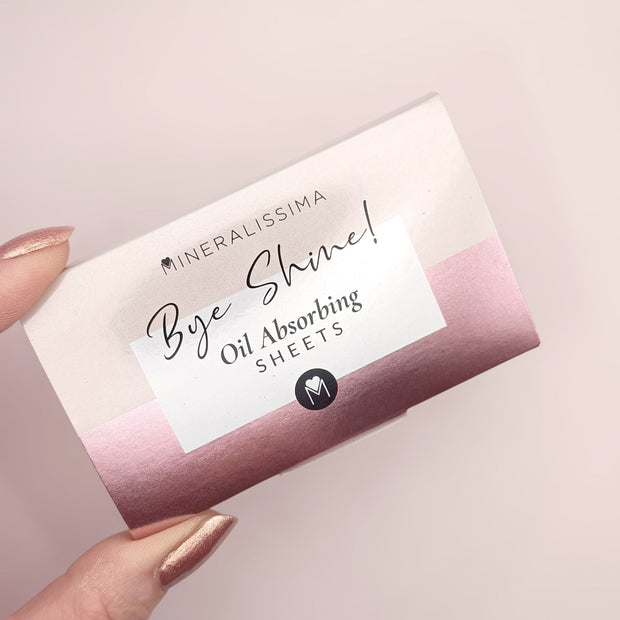 MINERALISSIMA
Bye Shine!
Oil Absorbing
SHEETS
M